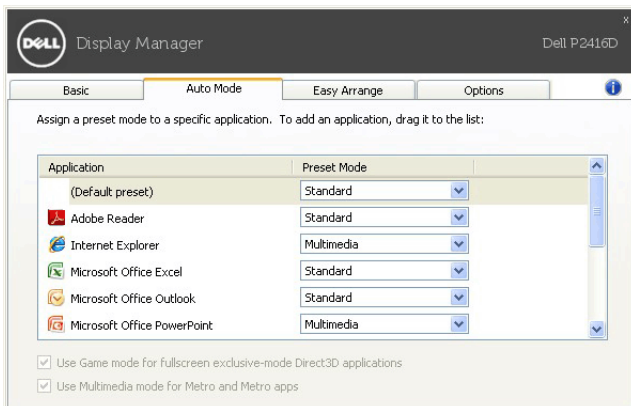 x
DELL Display Manager Dell P2416D
Basic Auto Mode Easy Arrange Options i
Assign a preset mode to a specific application. To add an application, drag it to the list:
Application Preset Mode
(Default preset) Standard
Adobe Reader Standard
Internet Explorer Multimedia
Microsoft Office Excel Standard
Microsoft Office Outlook Standard
Microsoft Office PowerPoint Multimedia
Use Game mode for fullscreen exclusive-mode Direct3D applications
Use Multimedia mode for Metro and Metro apps